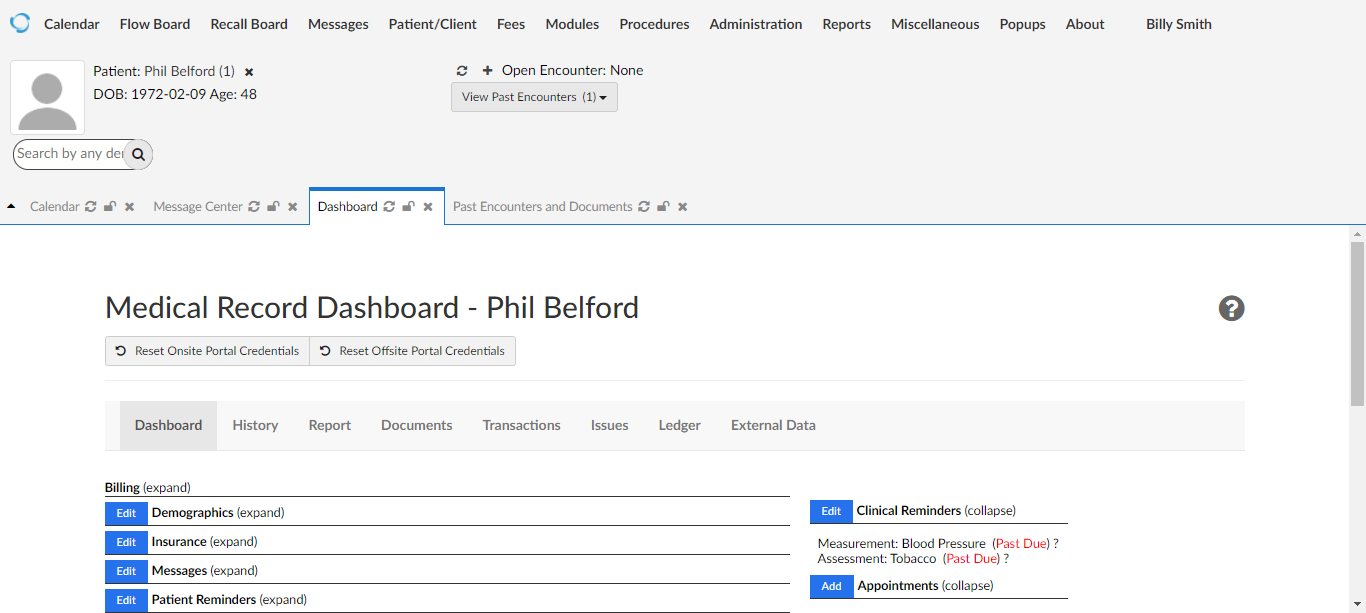 Calendar Flow Board Recall Board Messages Patient/Client Fees Modules Procedures Administration Reports Miscellaneous Popups About Billy Smith
Patient: Phil Belford (1)
DOB: 1972-02-09 Age: 48
Open Encounter: None
View Past Encounters (1)
Search by any der
Calendar Message Center Dashboard Past Encounters and Documents
Medical Record Dashboard - Phil Belford
Reset Onsite Portal Credentials Reset Offsite Portal Credentials
Dashboard History Report Documents Transactions Issues Ledger External Data
Billing (expand)
Edit Demographics (expand)
Edit Insurance (expand)
Edit Messages (expand)
Edit Patient Reminders (expand)
Edit Clinical Reminders (collapse)
Measurement: Blood Pressure (Past Due) ?
Assessment: Tobacco (Past Due) ?
Add Appointments (collapse)